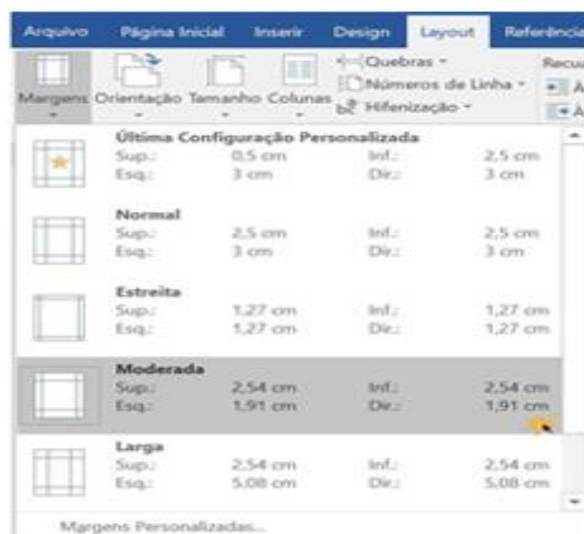 Arquivo Página Inicial Inserir Design Layout Referência
Margens Orientação Tamanho Colunas
Quebras
Números de Linha
Hifenização
Recu
A
A
Última Configuração Personalizada
Sup.: 0,5 cm Inf.: 2,5 cm
Esq.: 3 cm Dir.: 3 cm
Normal
Sup.: 2,5 cm Inf.: 2,5 cm
Esq.: 3 cm Dir.: 3 cm
Estreita
Sup.: 1,27 cm Inf.: 1,27 cm
Esq.: 1,27 cm Dir.: 1,27 cm
Moderada
Sup.: 2,54 cm Inf.: 2,54 cm
Esq.: 1,91 cm Dir.: 1,91 cm
Larga
Sup.: 2,54 cm Inf.: 2,54 cm
Esq.: 5,08 cm Dir.: 5,08 cm
Margens Personalizadas...